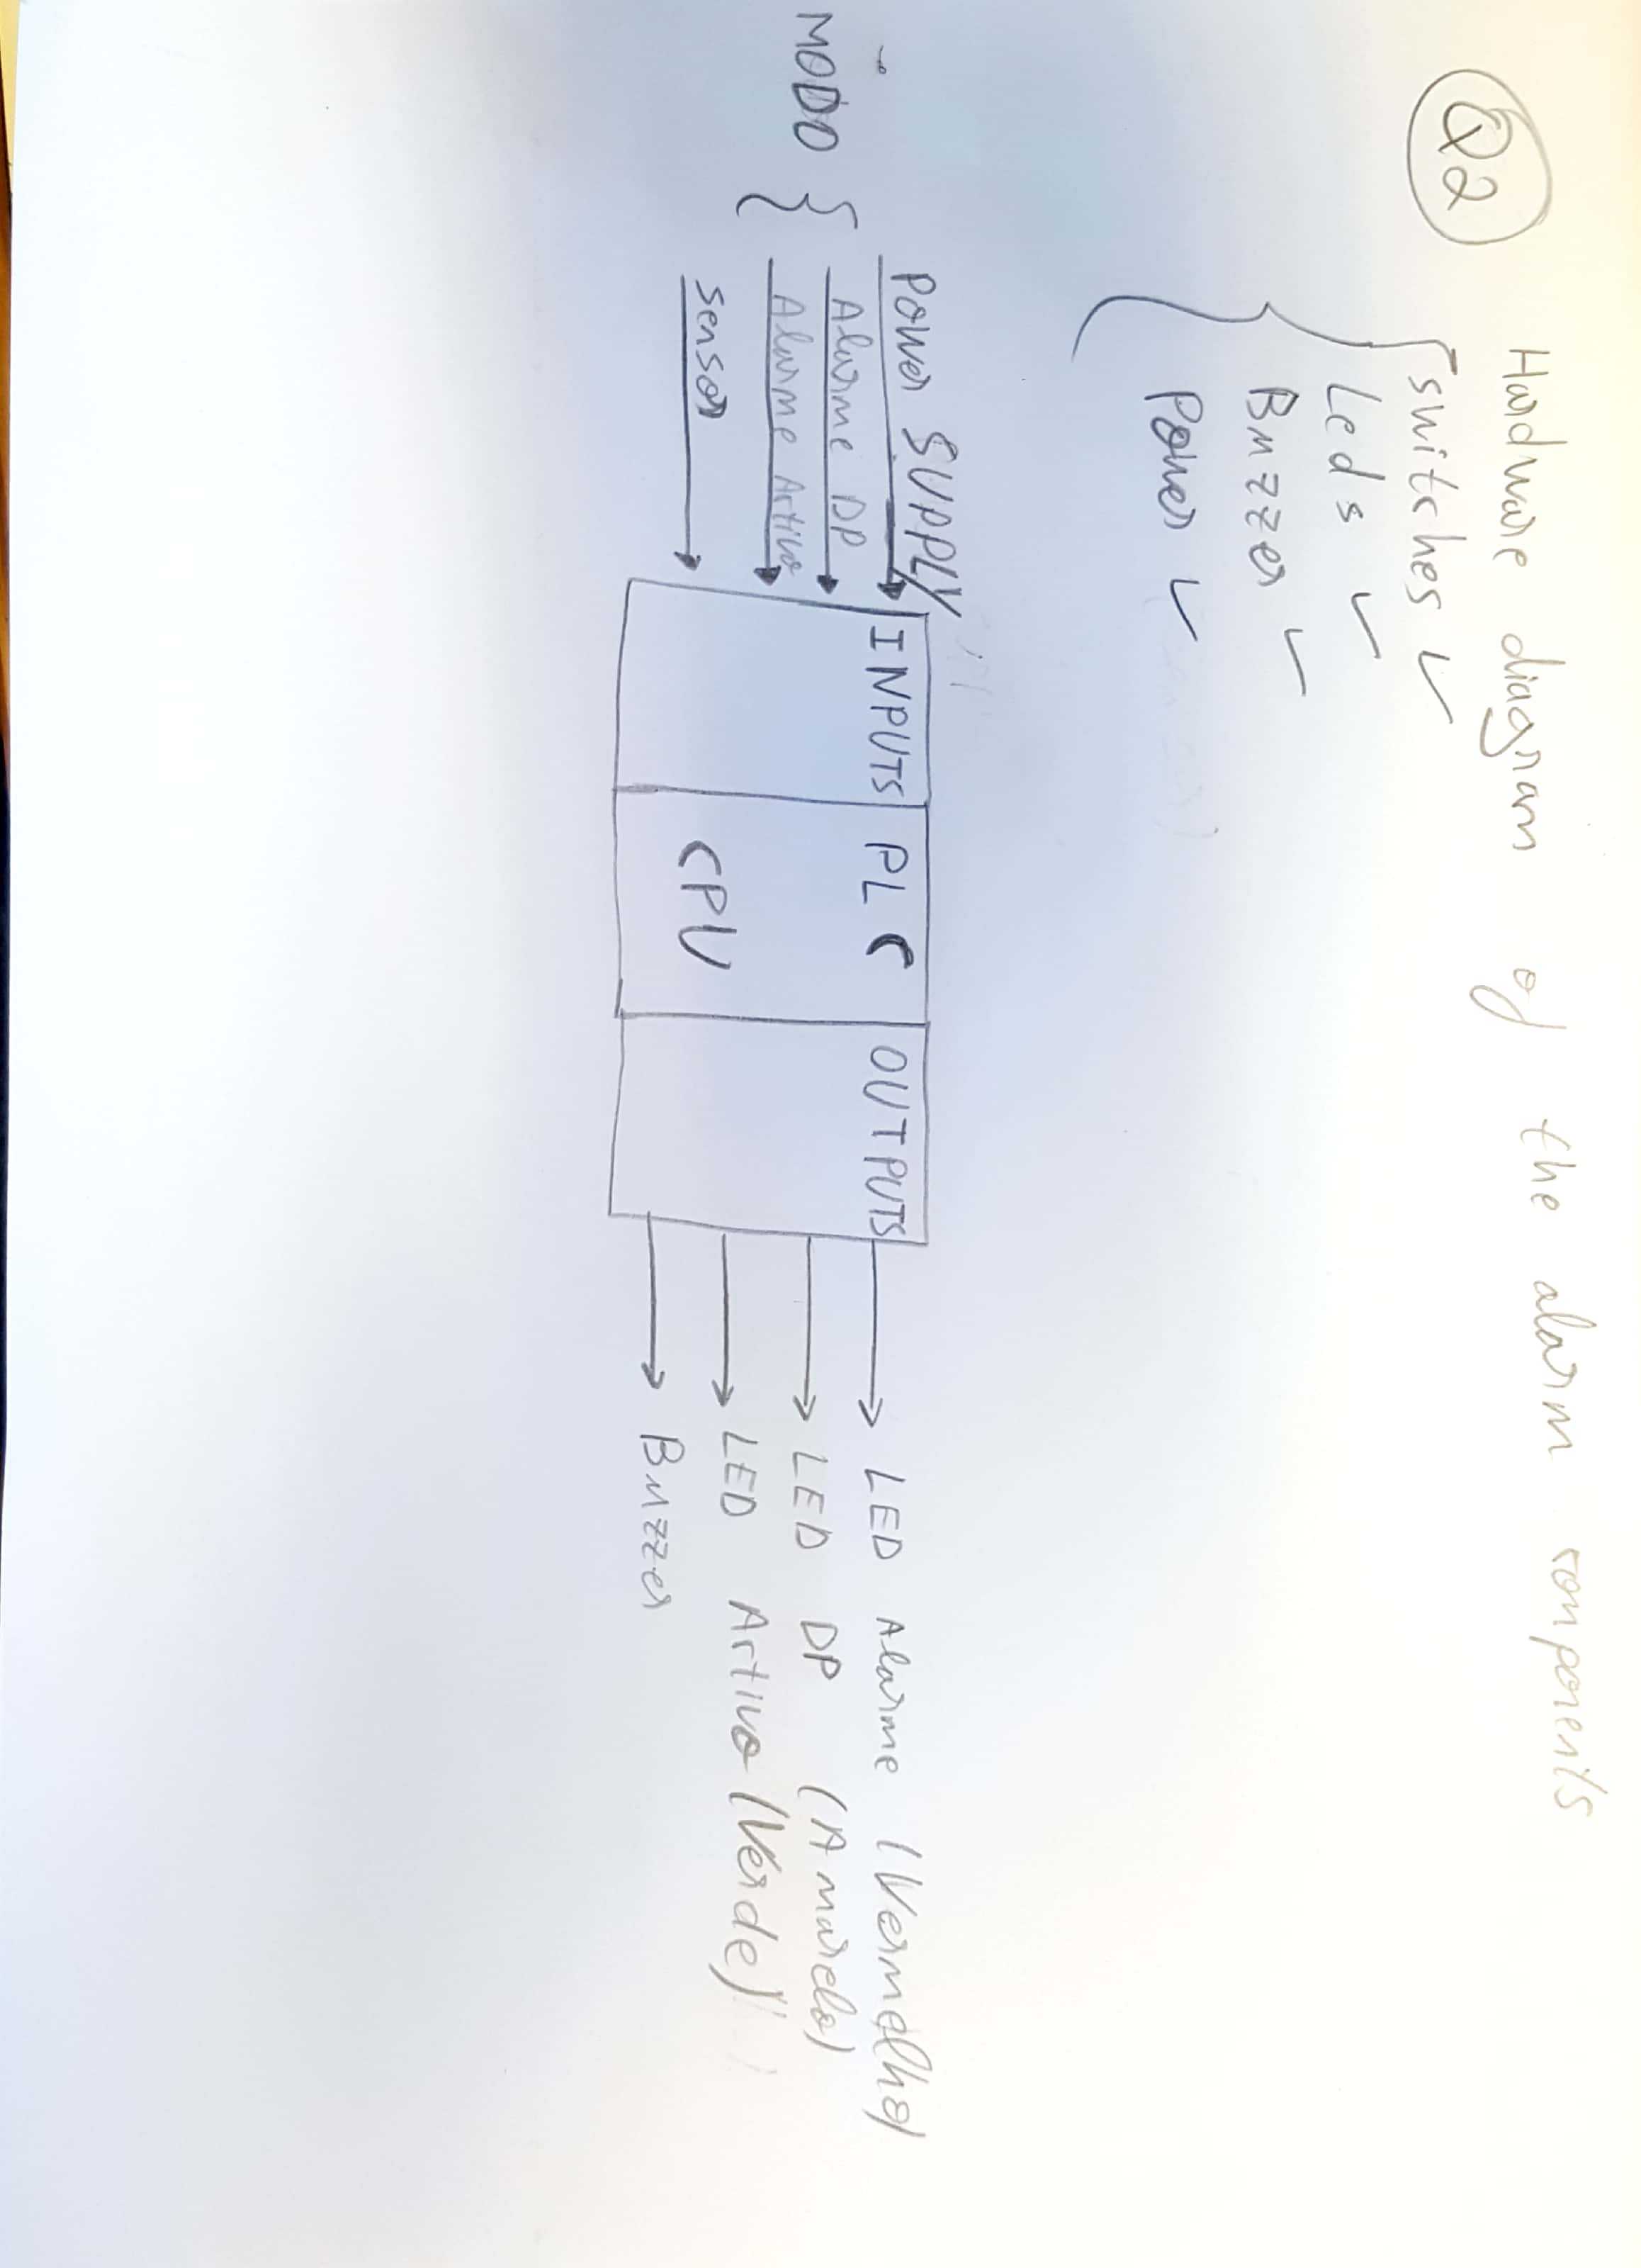 Q2
Hardware diagram of the alarm components
switches ✓
Leds ✓
Buzzer ✓
Power ✓
MODO
Power SUPPLY
Alarme DP
Alarme Activo
sensor
INPUTS
PLC
CPU
OUTPUTS
LED Alarme (Vermelho)
LED DP (Amarelo)
LED Activo (Verde)
Buzzer